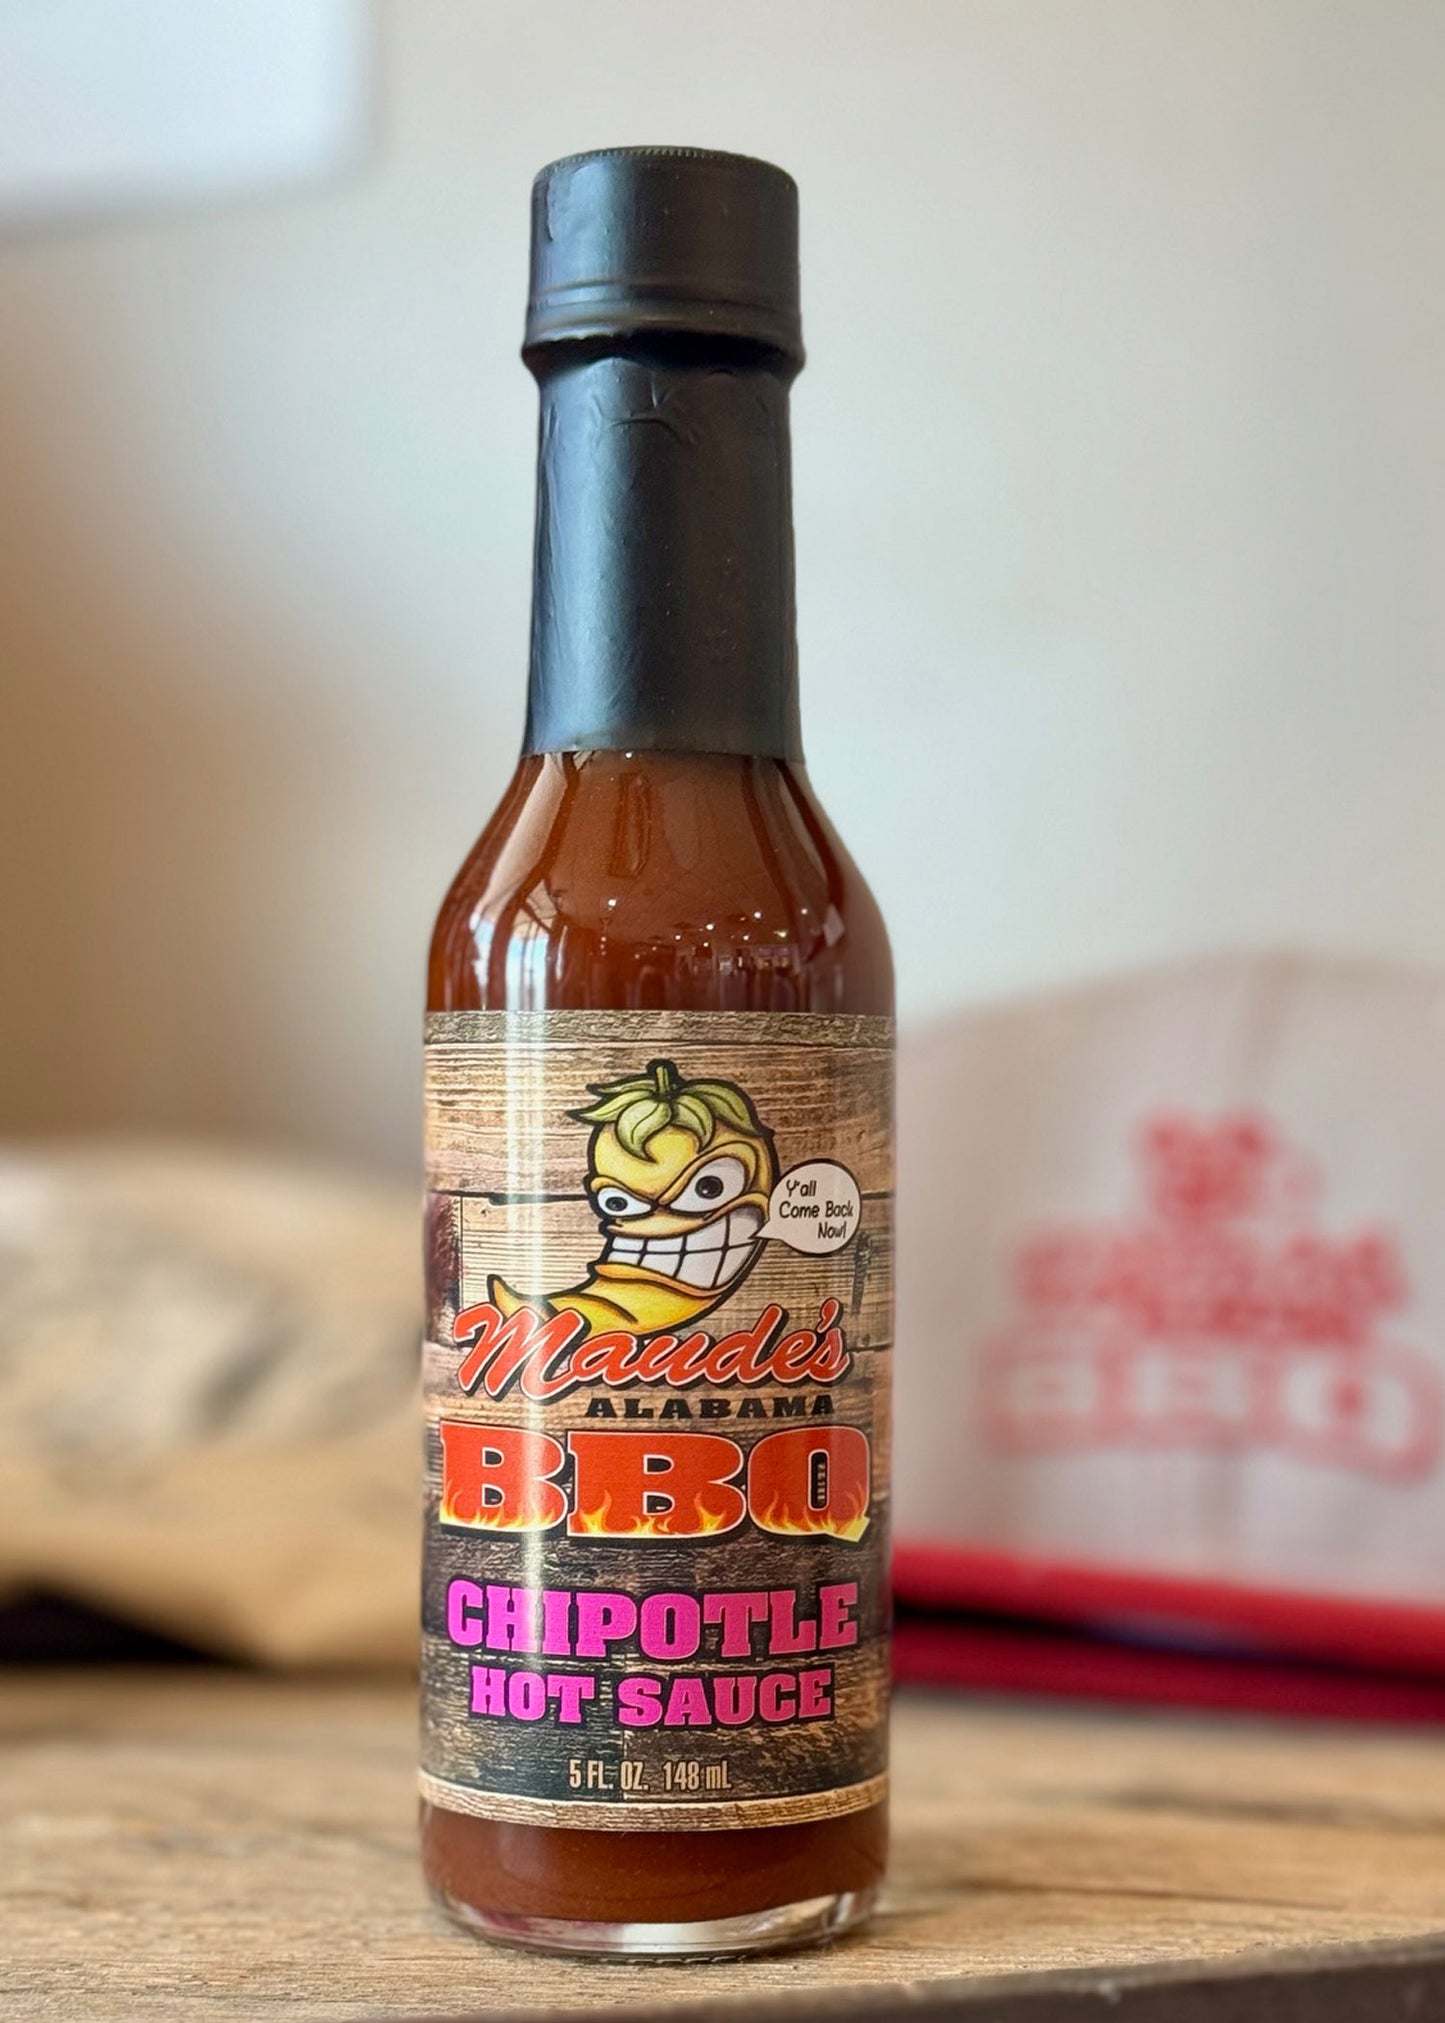 Y'all
Come Back
Now!
Maude's
ALABAMA
BBQ
CHIPOTLE
HOT SAUCE
5 FL. OZ. 148 mL